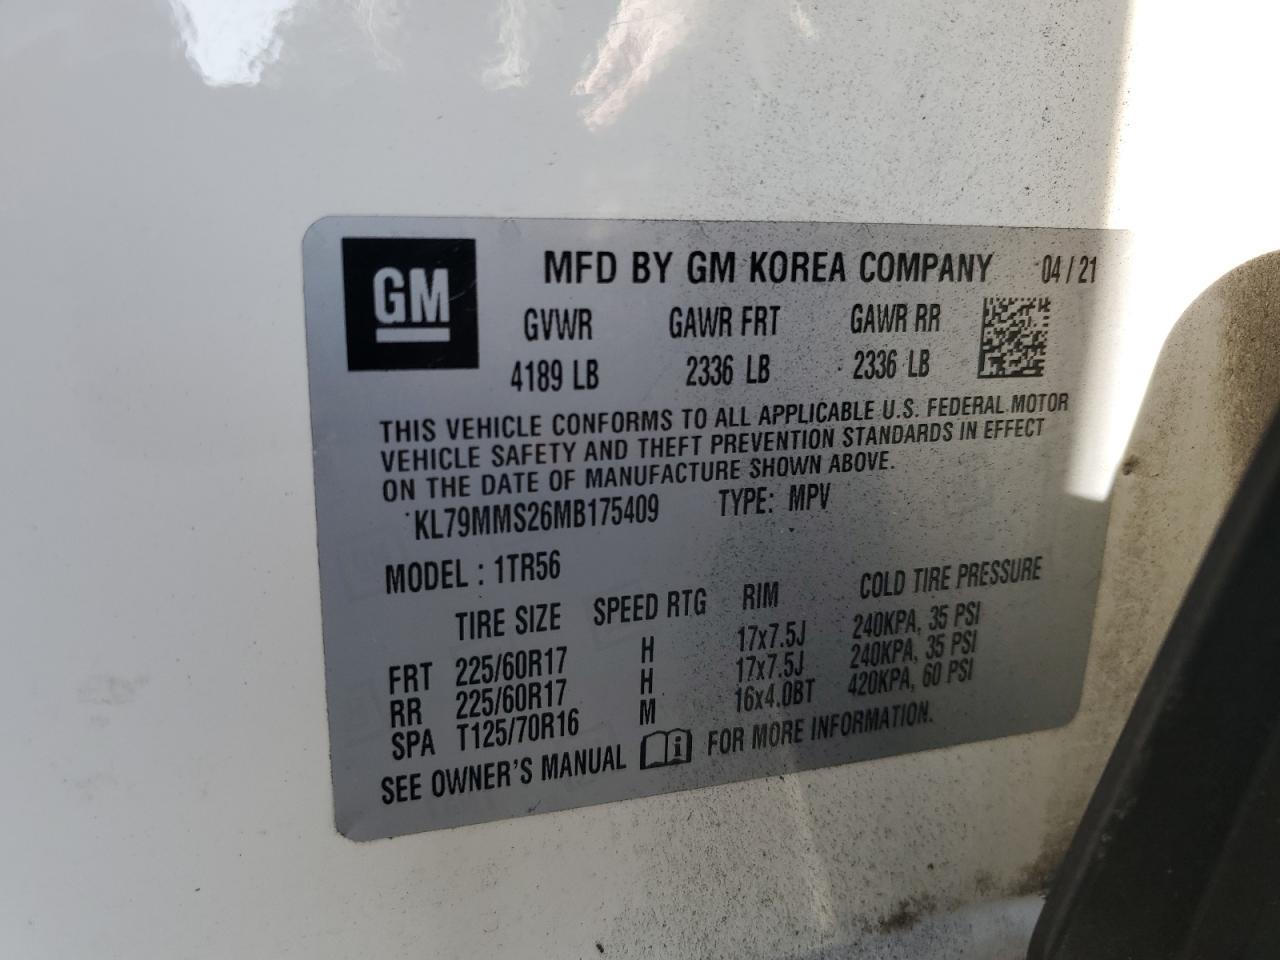 GM
MFD BY GM KOREA COMPANY 04/21
GVWR GAWR FRT GAWR RR
4189 LB 2336 LB 2336 LB
THIS VEHICLE CONFORMS TO ALL APPLICABLE U.S. FEDERAL MOTOR
VEHICLE SAFETY AND THEFT PREVENTION STANDARDS IN EFFECT
ON THE DATE OF MANUFACTURE SHOWN ABOVE.
KL79MMS26MB175409 TYPE: MPV
MODEL : 1TR56
TIRE SIZE SPEED RTG RIM COLD TIRE PRESSURE
FRT 225/60R17 H 17x7.5J 240KPA, 35 PSI
RR 225/60R17 H 17x7.5J 240KPA, 35 PSI
SPA T125/70R16 M 16x4.0BT 420KPA, 60 PSI
SEE OWNER'S MANUAL i FOR MORE INFORMATION.